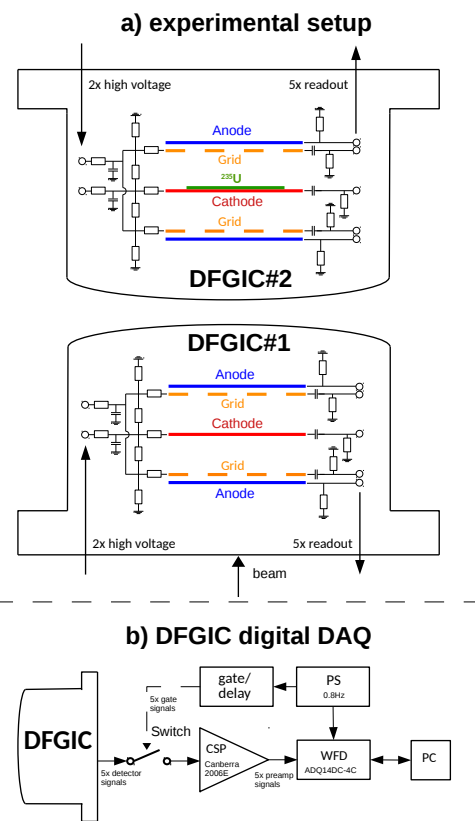 a) experimental setup
2x high voltage
5x readout
Anode
Grid
²³⁵U
Cathode
Grid
DFGIC#2
DFGIC#1
Anode
Grid
Cathode
Grid
Anode
2x high voltage
5x readout
beam
b) DFGIC digital DAQ
gate/
delay
PS
0.8Hz
5x gate
signals
Switch
DFGIC
CSP
Canberra
2006E
WFD
ADQ14DC-4C
PC
5x detector
signals
5x preamp
signals